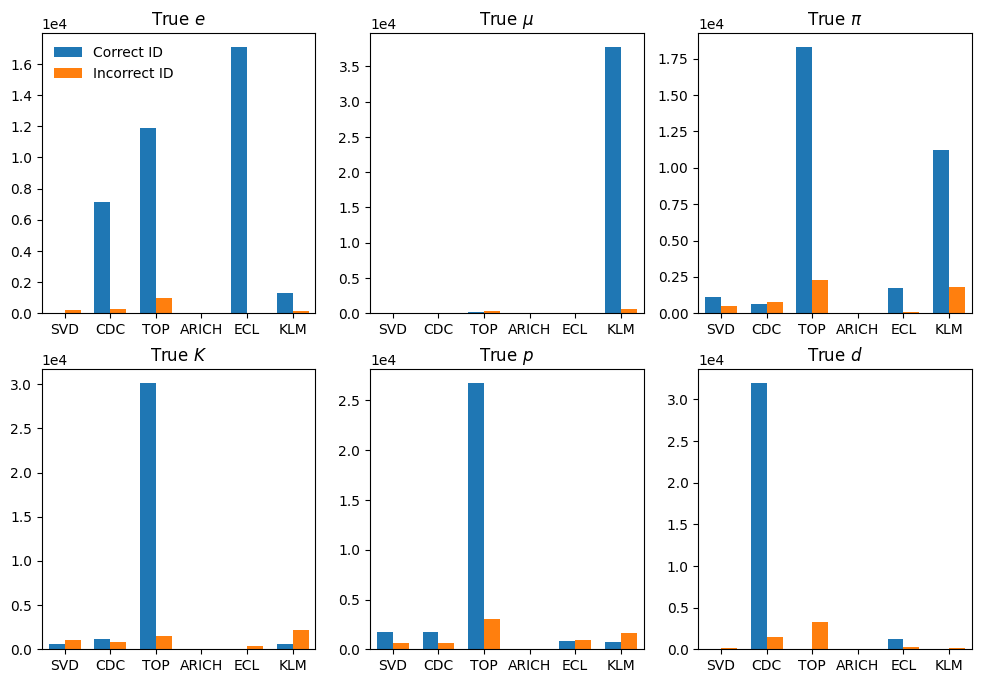 True e
1e4
Correct ID
Incorrect ID
1.6
1.4
1.2
1.0
0.8
0.6
0.4
0.2
0.0
SVD CDC TOP ARICH ECL KLM
True μ
1e4
3.5
3.0
2.5
2.0
1.5
1.0
0.5
0.0
SVD CDC TOP ARICH ECL KLM
True π
1e4
1.75
1.50
1.25
1.00
0.75
0.50
0.25
0.00
SVD CDC TOP ARICH ECL KLM
True K
1e4
3.0
2.5
2.0
1.5
1.0
0.5
0.0
SVD CDC TOP ARICH ECL KLM
True p
1e4
2.5
2.0
1.5
1.0
0.5
0.0
SVD CDC TOP ARICH ECL KLM
True d
1e4
3.0
2.5
2.0
1.5
1.0
0.5
0.0
SVD CDC TOP ARICH ECL KLM